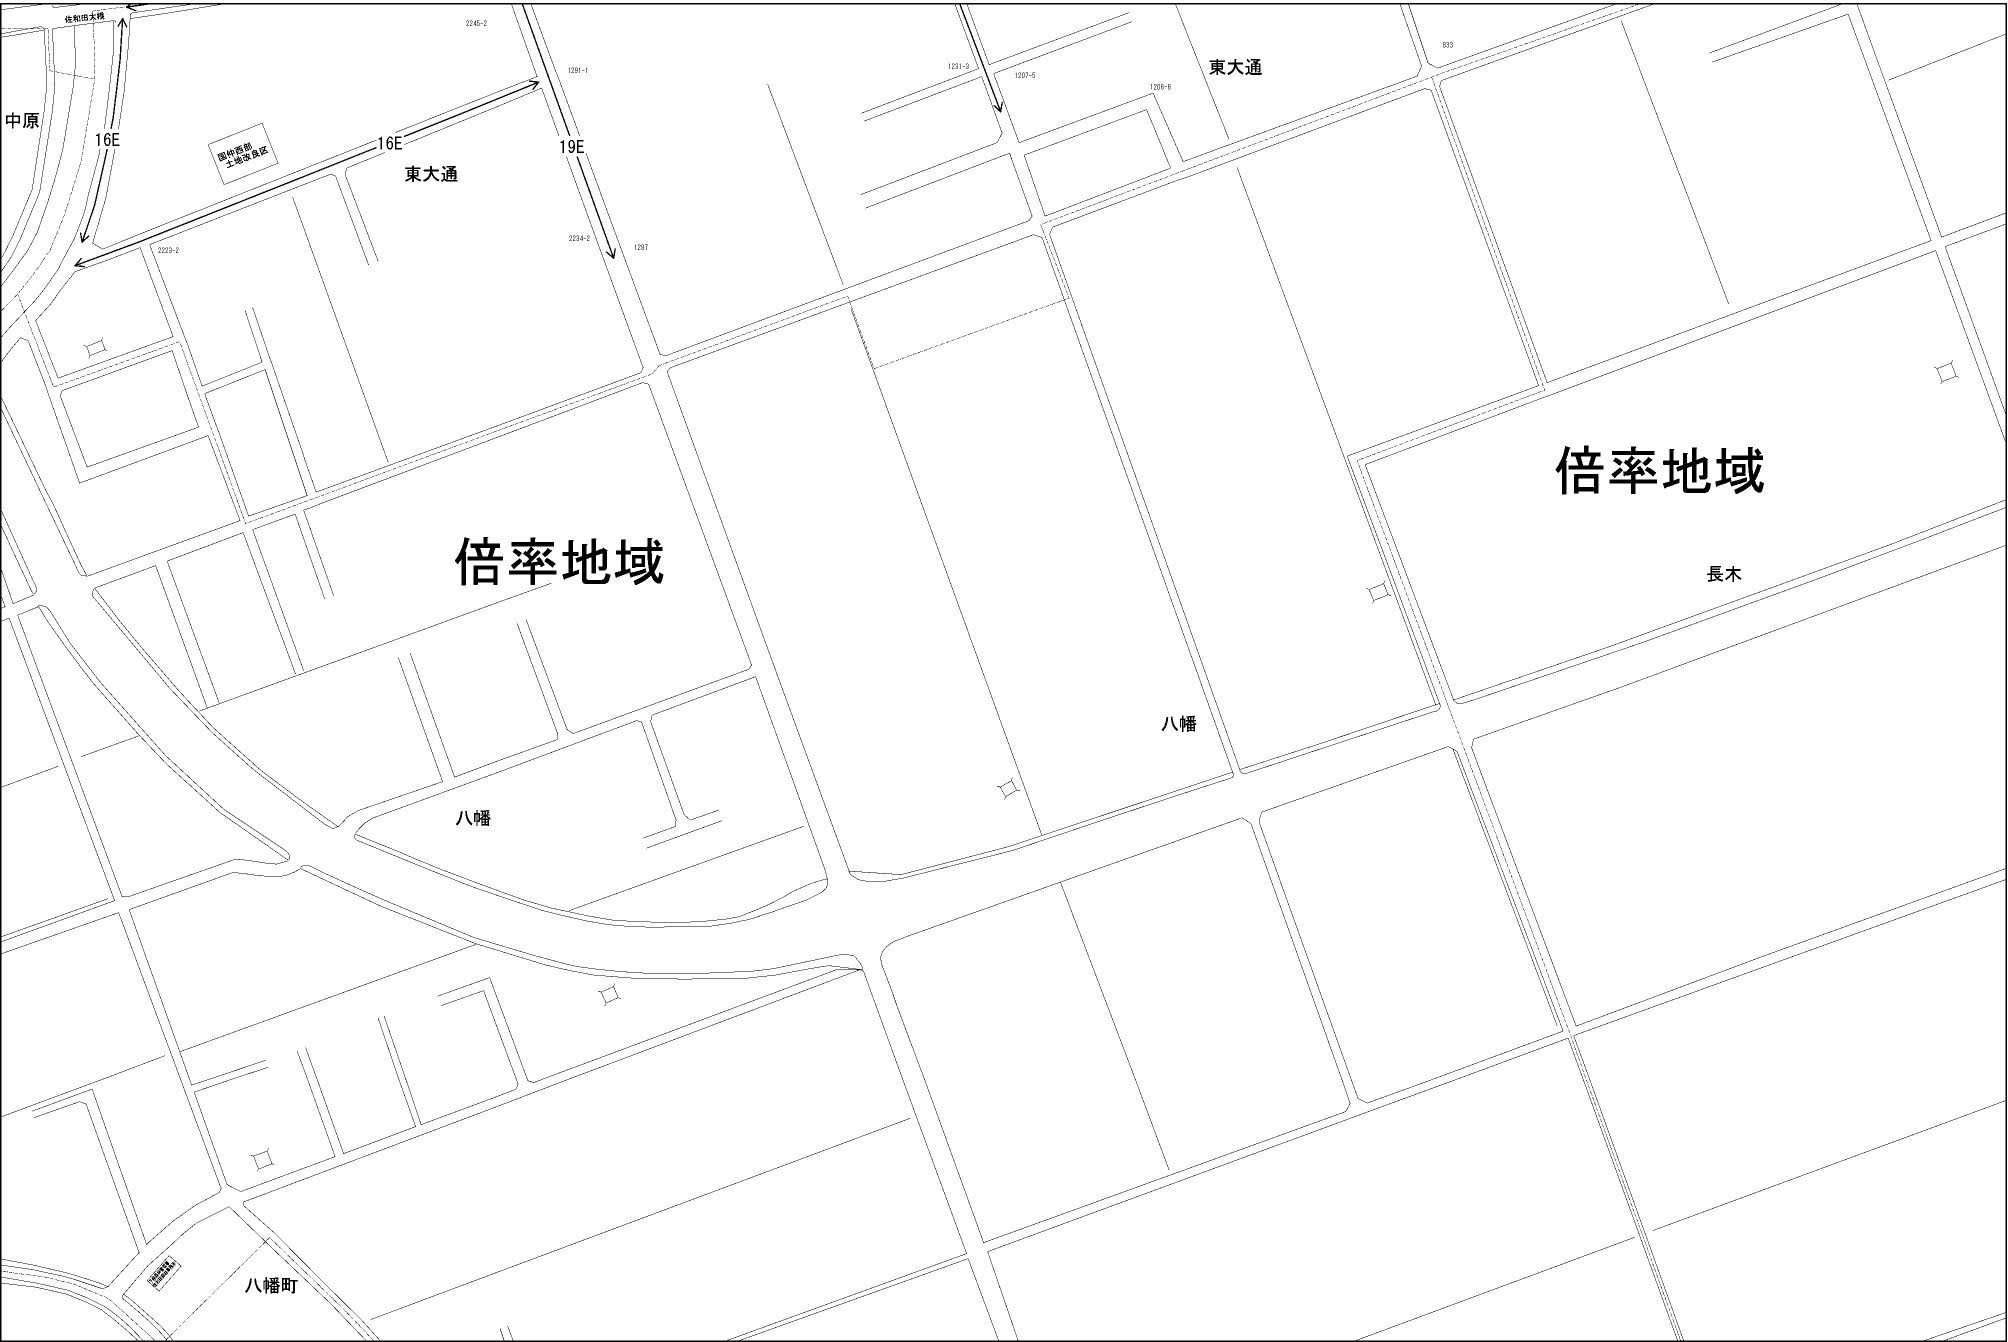 佐和田大橋
2245-2
833
東大通
1291-1
1231-3
1207-5
1206-6
中原
16E
16E
19E
国仲西部
土地改良区
東大通
2223-2
2234-2
1287
倍率地域
倍率地域
長木
八幡
八幡
八幡町